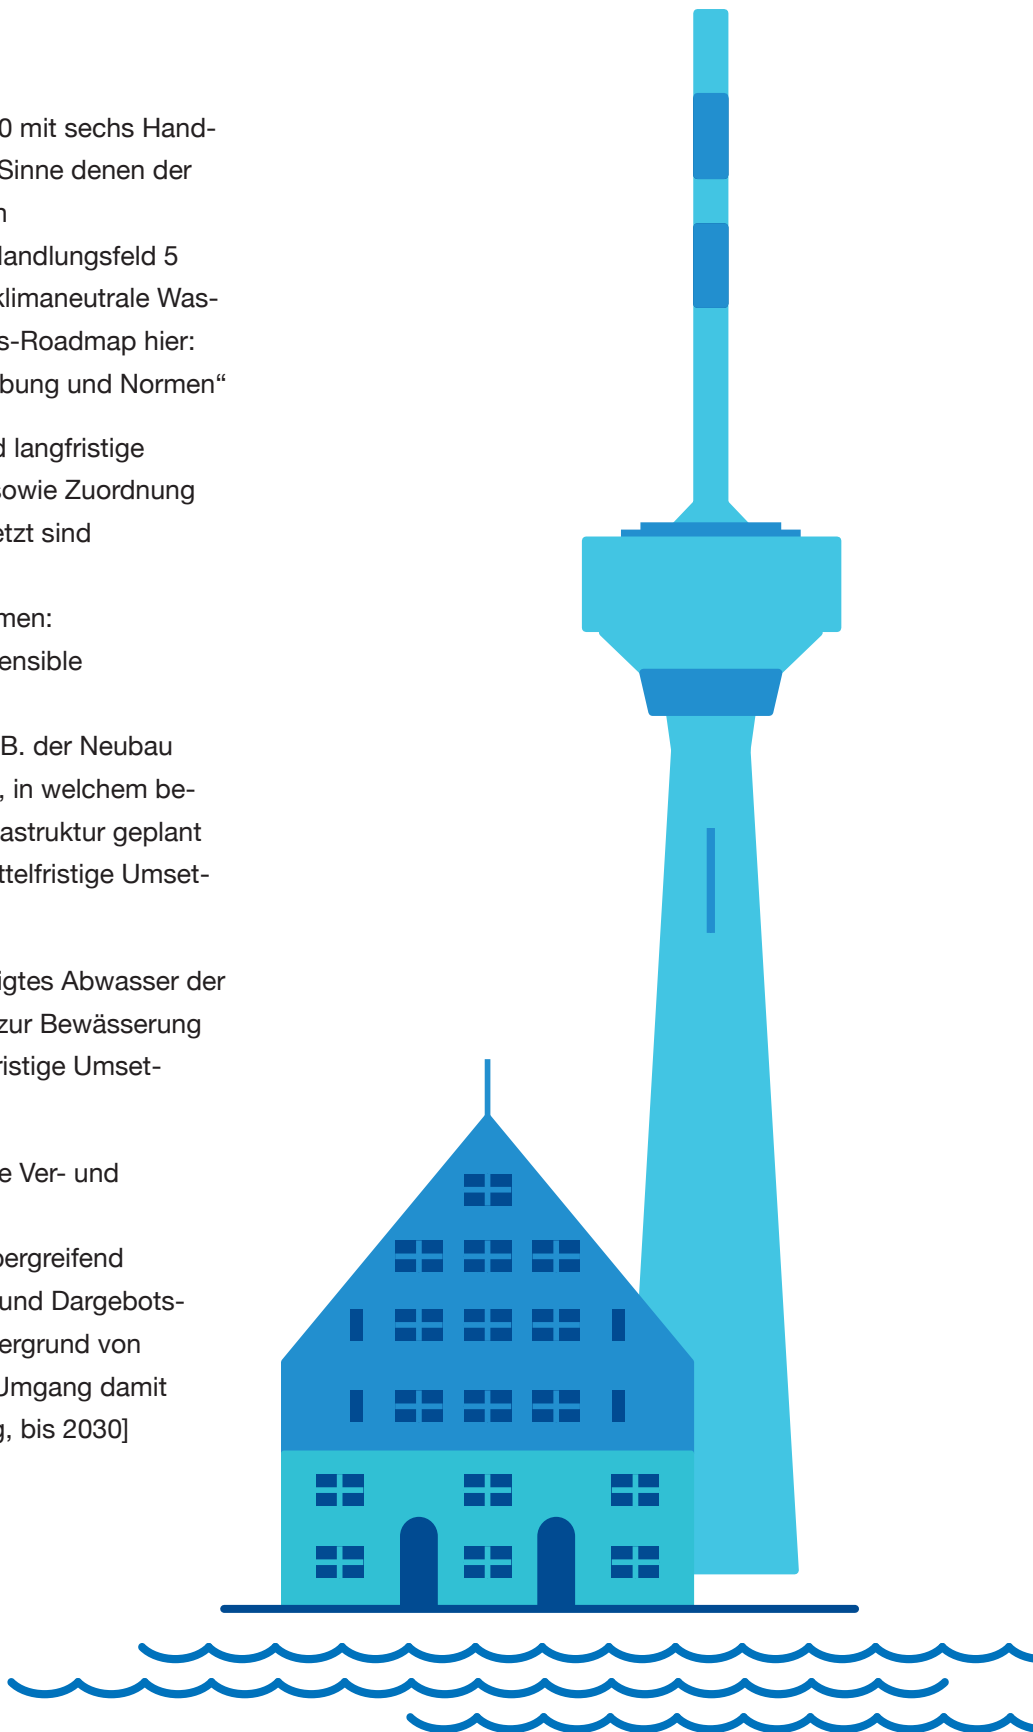 0 mit sechs Hand-
Sinne denen der
n
Handlungsfeld 5
klimaneutrale Was-
s-Roadmap hier:
bung und Normen“
d langfristige
sowie Zuordnung
etzt sind
men:
ensible
B. der Neubau
, in welchem be-
rastruktur geplant
ttelfristige Umset-
igtes Abwasser der
zur Bewässerung
ristige Umset-
e Ver- und
bergreifend
und Dargebots-
ergrund von
Umgang damit
g, bis 2030]